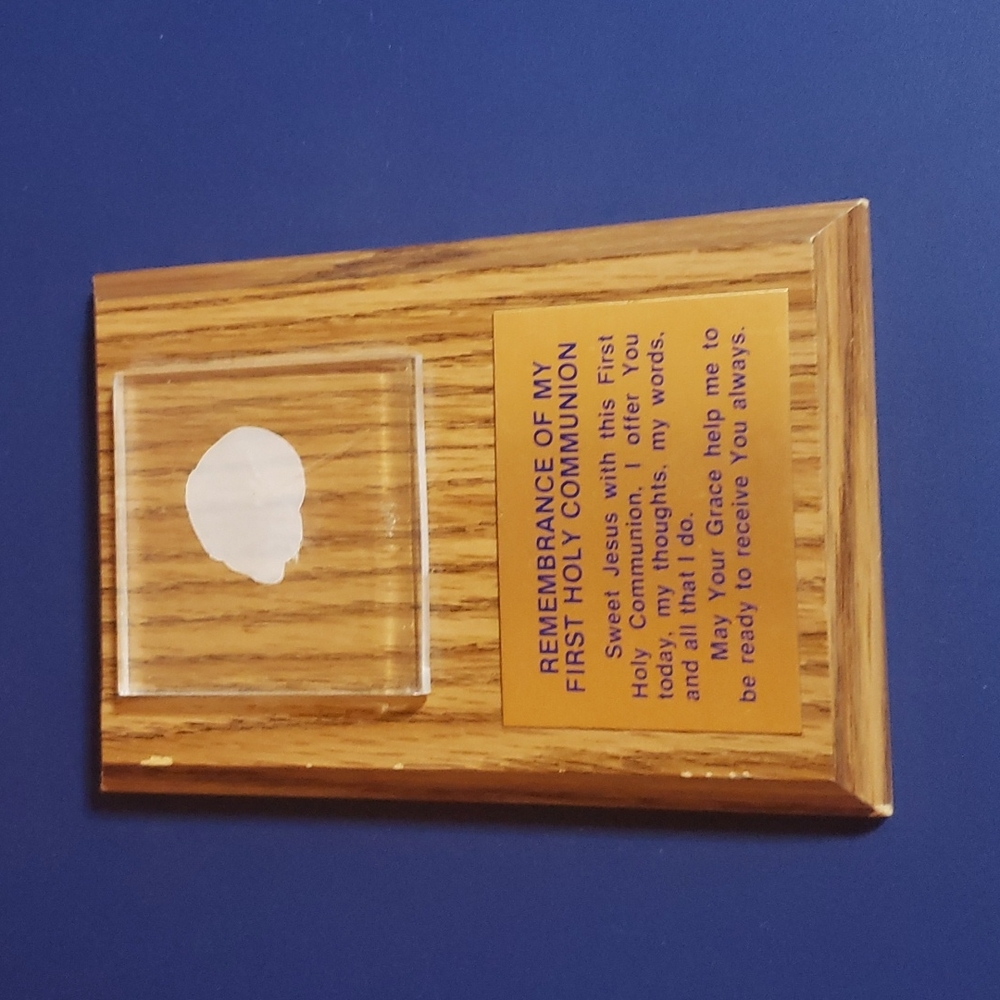 REMEMBRANCE OF MY
FIRST HOLY COMMUNION
Sweet Jesus with this First
Holy Communion, I offer You
today, my thoughts, my words,
and all that I do.
May Your Grace help me to
be ready to receive You always.